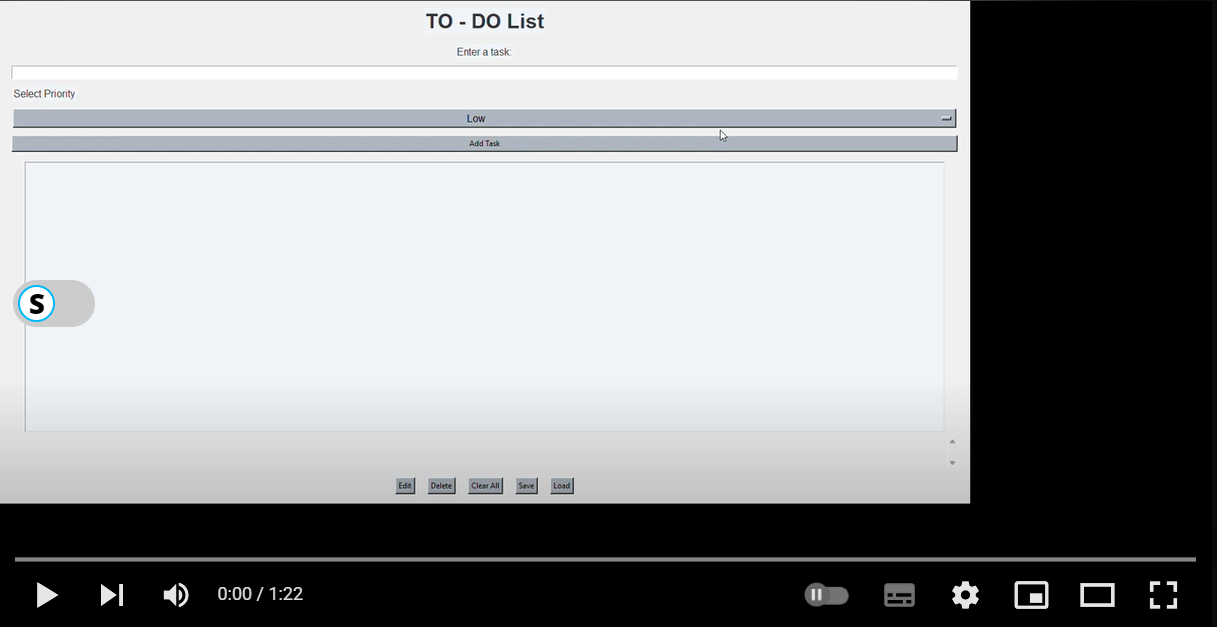 TO - DO List
Enter a task:
Select Priority
Low
Add Task
S
Edit Delete Clear All Save Load
0:00 / 1:22